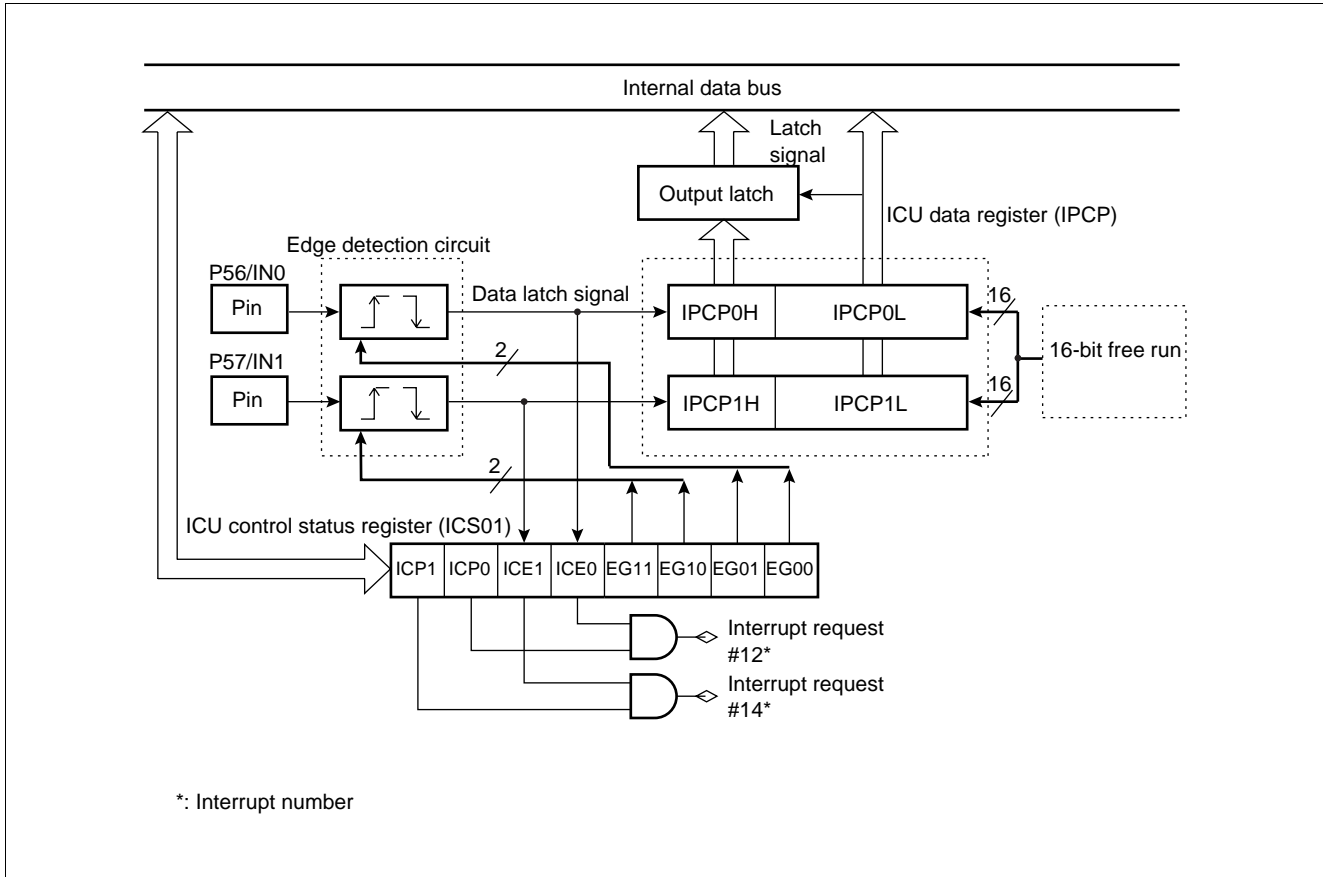 Internal data bus
Latch
signal
Output latch
ICU data register (IPCP)
Edge detection circuit
P56/IN0
Pin
Data latch signal
IPCP0H
IPCP0L
16
16-bit free run
2
P57/IN1
Pin
IPCP1H
IPCP1L
16
2
ICU control status register (ICS01)
ICP1 ICP0 ICE1 ICE0 EG11 EG10 EG01 EG00
Interrupt request
#12*
Interrupt request
#14*
*: Interrupt number